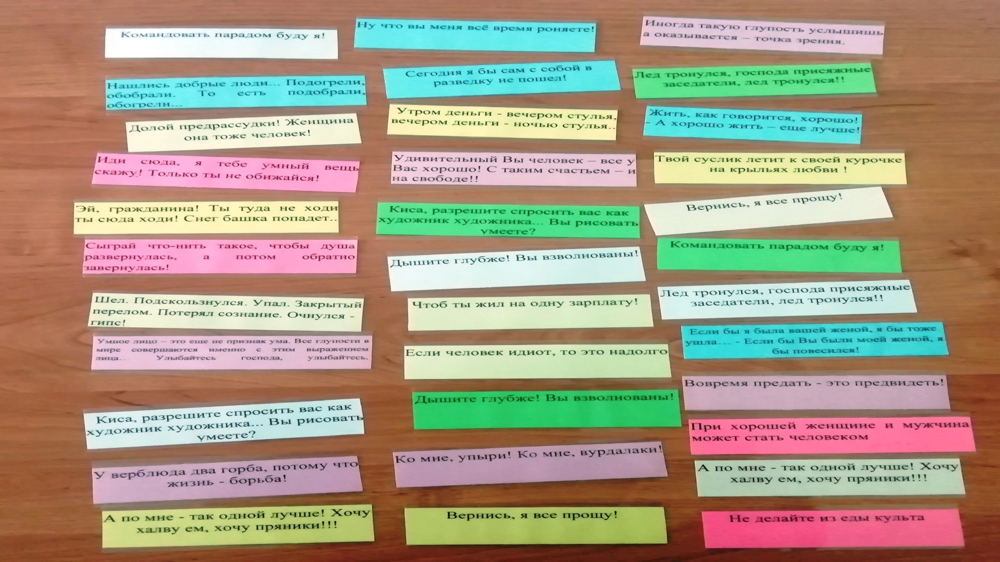 Командовать парадом буду я!
Нашлись добрые люди... Подогрели,
обобрали. То есть подобрали,
обогрели...
Долой предрассудки! Женщина
она тоже человек!
Иди сюда, я тебе умный вещь
скажу! Только ты не обижайся!
Эй, гражданина! Ты туда не ходи
ты сюда ходи! Снег башка попадет..
Сыграй что-нить такое, чтобы душа
развернулась, а потом обратно
завернулась!
Шел. Подскользнулся. Упал. Закрытый
перелом. Потерял сознание. Очнулся -
гипс!
Умное лицо – это еще не признак ума. Все глупости в
мире совершаются именно с этим выражением
лица... Улыбайтесь господа, улыбайтесь.
Киса, разрешите спросить вас как
художник художника... Вы рисовать
умеете?
У верблюда два горба, потому что
жизнь - борьба!
А по мне - так одной лучше! Хочу
халву ем, хочу пряники!!!
Ну что вы меня всё время роняете!
Сегодня я бы сам с собой в
разведку не пошел!
Утром деньги - вечером стулья,
вечером деньги - ночью стулья..
Удивительный Вы человек – все у
Вас хорошо! С таким счастьем – и
на свободе!!
Киса, разрешите спросить вас как
художник художника... Вы рисовать
умеете?
Дышите глубже! Вы взволнованы!
Чтоб ты жил на одну зарплату!
Если человек идиот, то это надолго
Дышите глубже! Вы взволнованы!
Ко мне, упыри! Ко мне, вурдалаки!
Вернись, я все прощу!
Иногда такую глупость услышишь
а оказывается – точка зрения.
Лед тронулся, господа присяжные
заседатели, лед тронулся!!
Жить, как говорится, хорошо!
- А хорошо жить – еще лучше!
Твой суслик летит к своей курочке
на крыльях любви !
Вернись, я все прощу!
Командовать парадом буду я!
Лед тронулся, господа присяжные
заседатели, лед тронулся!!
Если бы я была вашей женой, я бы тоже
ушла... - Если бы Вы были моей женой, я
бы повесился!
Вовремя предать - это предвидеть!
При хорошей женщине и мужчина
может стать человеком
А по мне - так одной лучше! Хочу
халву ем, хочу пряники!!!
Не делайте из еды культа